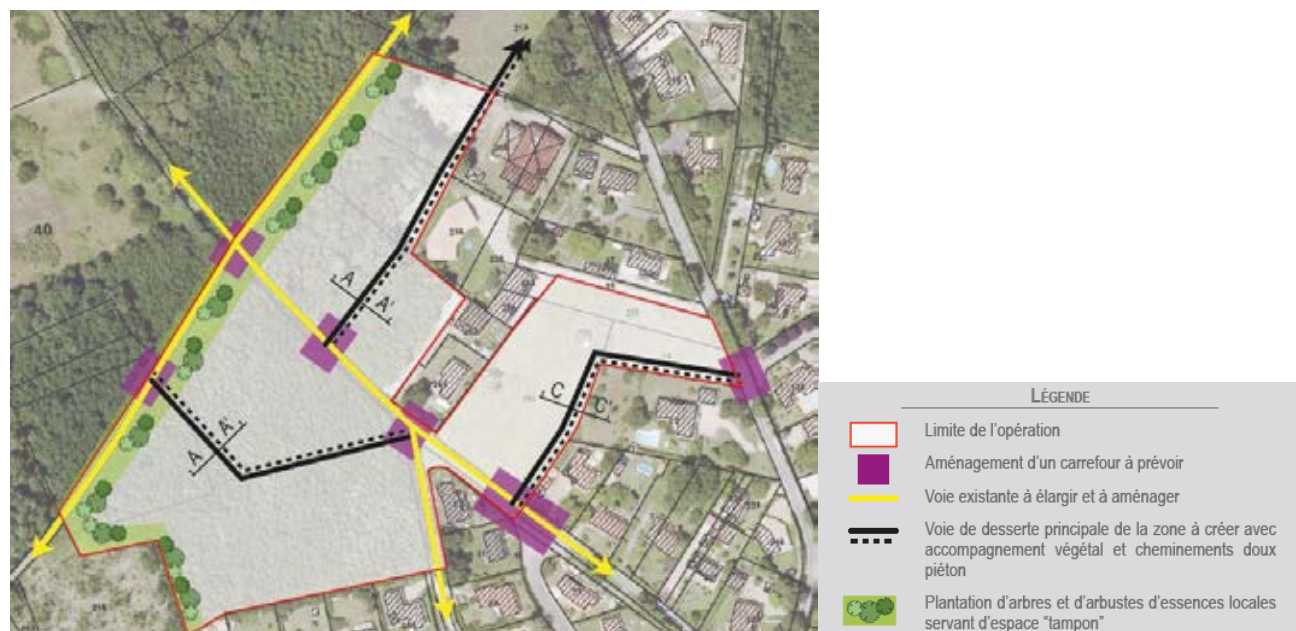 40
A
A'
C
C'
A'
A
LÉGENDE
Limite de l'opération
Aménagement d'un carrefour à prévoir
Voie existante à élargir et à aménager
Voie de desserte principale de la zone à créer avec
accompagnement végétal et cheminements doux
piéton
Plantation d'arbres et d'arbustes d'essences locales
servant d'espace "tampon"